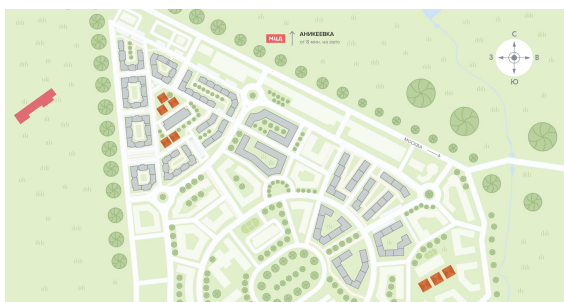 МЦД
АНИКЕЕВКА
от 8 мин. на авто
С
З
В
Ю
МОСКВА